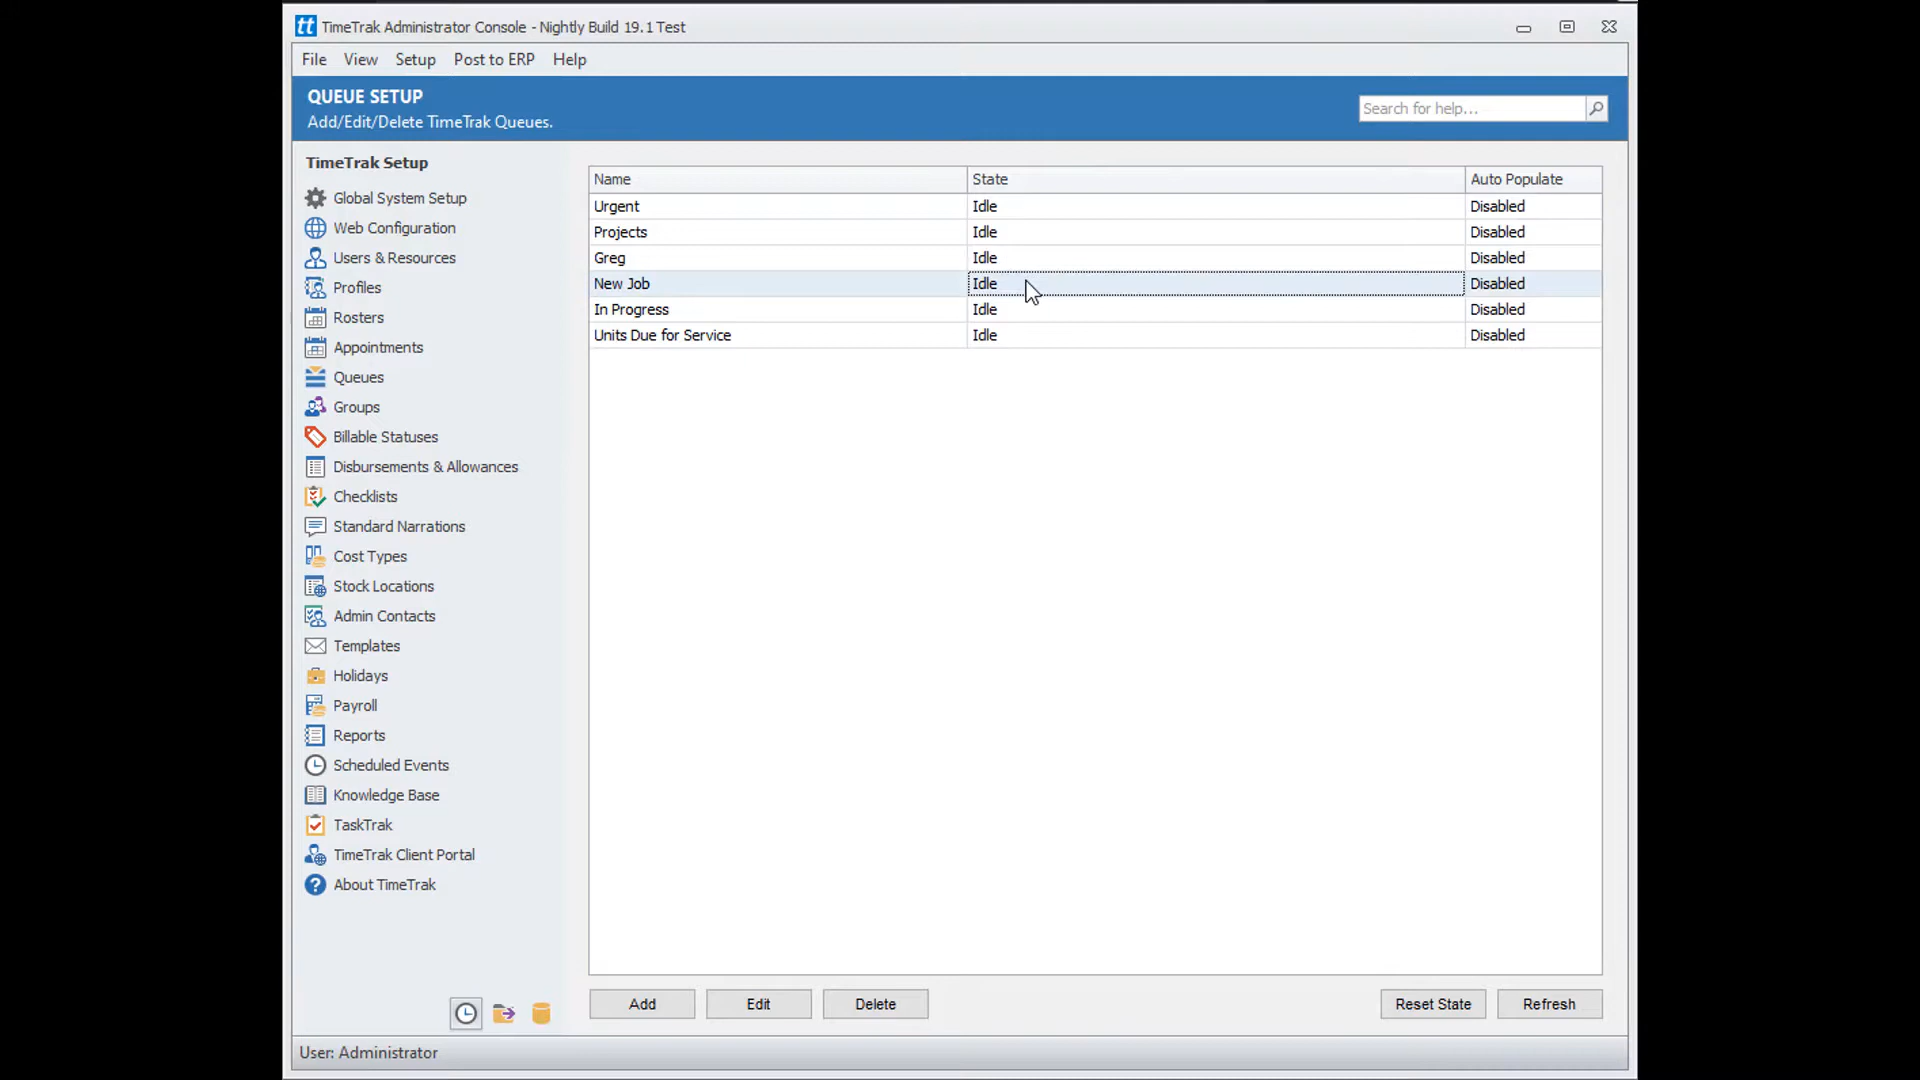 tt TimeTrak Administrator Console - Nightly Build 19.1 Test
File View Setup Post to ERP Help
QUEUE SETUP
Add/Edit/Delete TimeTrak Queues.
Search for help...
TimeTrak Setup
Global System Setup
Web Configuration
Users & Resources
Profiles
Rosters
Appointments
Queues
Groups
Billable Statuses
Disbursements & Allowances
Checklists
Standard Narrations
Cost Types
Stock Locations
Admin Contacts
Templates
Holidays
Payroll
Reports
Scheduled Events
Knowledge Base
TaskTrak
TimeTrak Client Portal
About TimeTrak
Name State Auto Populate
Urgent Idle Disabled
Projects Idle Disabled
Greg Idle Disabled
New Job Idle Disabled
In Progress Idle Disabled
Units Due for Service Idle Disabled
Add Edit Delete Reset State Refresh
User: Administrator